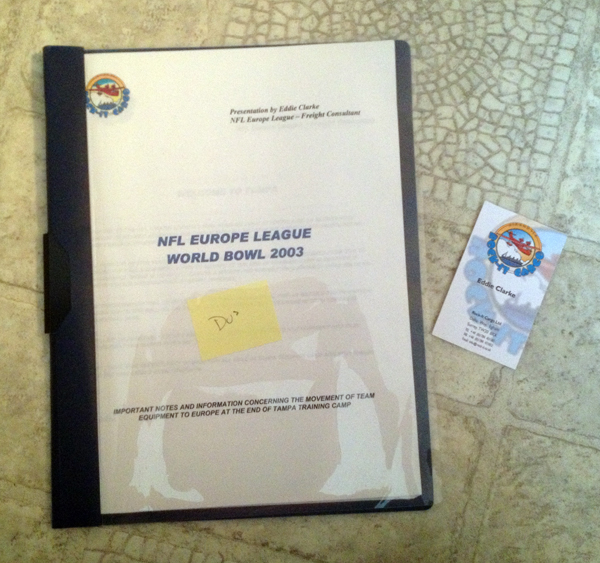 Presentation by Eddie Clarke
NFL Europe League – Freight Consultant
NFL EUROPE LEAGUE
WORLD BOWL 2003
IMPORTANT NOTES AND INFORMATION CONCERNING THE MOVEMENT OF TEAM
EQUIPMENT TO EUROPE AT THE END OF TAMPA TRAINING CAMP
Eddie Clarke